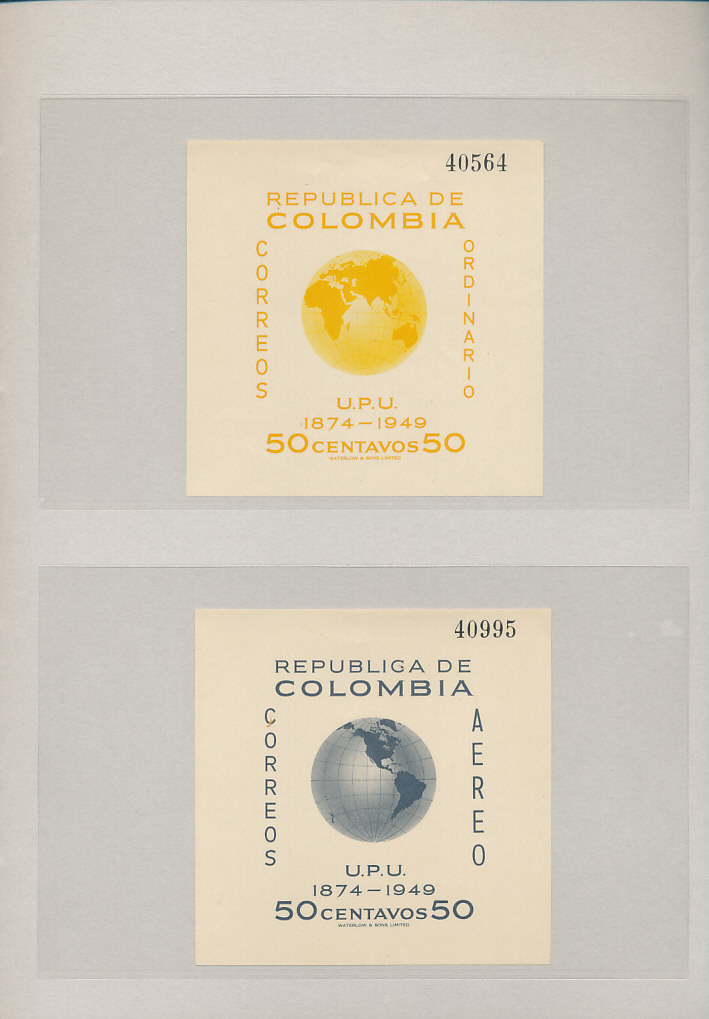 40564
REPUBLICA DE
COLOMBIA
CORREOS
ORDINARIO
U.P.U.
1874–1949
50 CENTAVOS 50
WATERLOW & SONS LIMITED
40995
REPUBLICA DE
COLOMBIA
CORREOS
AEREO
U.P.U.
1874–1949
50 CENTAVOS 50
WATERLOW & SONS LIMITED